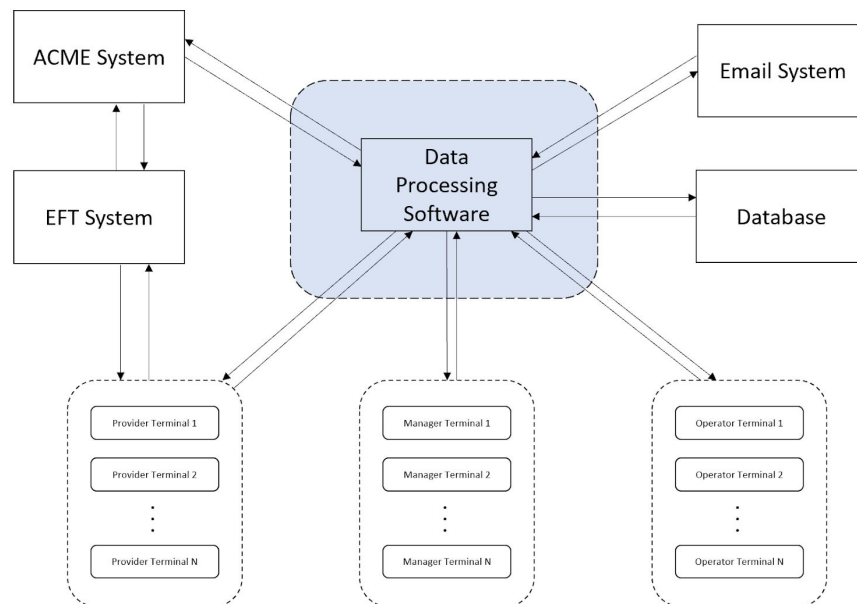 ACME System
Email System
Data
Processing
Software
EFT System
Database
Provider Terminal 1
Provider Terminal 2
Provider Terminal N
Manager Terminal 1
Manager Terminal 2
Manager Terminal N
Operator Terminal 1
Operator Terminal 2
Operator Terminal N